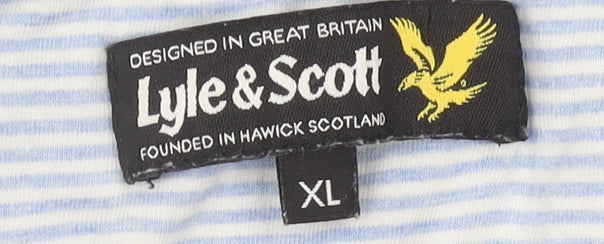 DESIGNED IN GREAT BRITAIN
Lyle & Scott
FOUNDED IN HAWICK SCOTLAND
XL